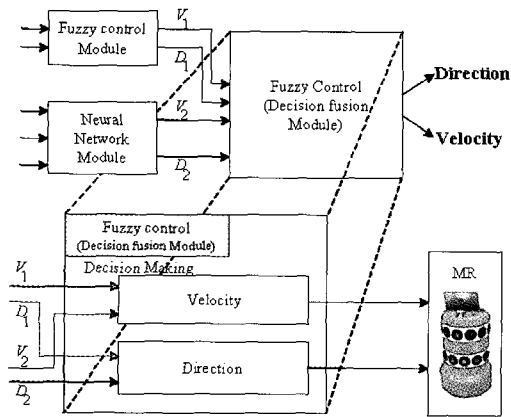 Fuzzy control
Module
V1
D1
Neural
Network
Module
V2
D2
Fuzzy Control
(Decision fusion
Module)
Direction
Velocity
Fuzzy control
(Decision fusion Module)
Decision Making
V1
D1
V2
D2
Velocity
Direction
MR